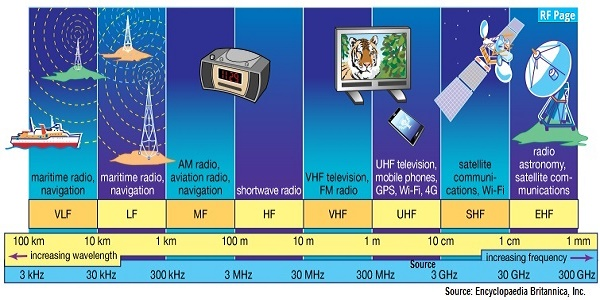 RF Page
11:29
maritime radio,
navigation
maritime radio,
navigation
AM radio,
aviation radio,
navigation
shortwave radio
VHF television,
FM radio
UHF television,
mobile phones,
GPS, Wi-Fi, 4G
satellite
communi-
cations, Wi-Fi
radio
astronomy,
satellite com-
munications
VLF LF MF HF VHF UHF SHF EHF
100 km 10 km 1 km 100 m 10 m 1 m 10 cm 1 cm 1 mm
increasing wavelength
increasing frequency
Source
3 kHz 30 kHz 300 kHz 3 MHz 30 MHz 300 MHz 3 GHz 30 GHz 300 GHz
Source: Encyclopaedia Britannica, Inc.